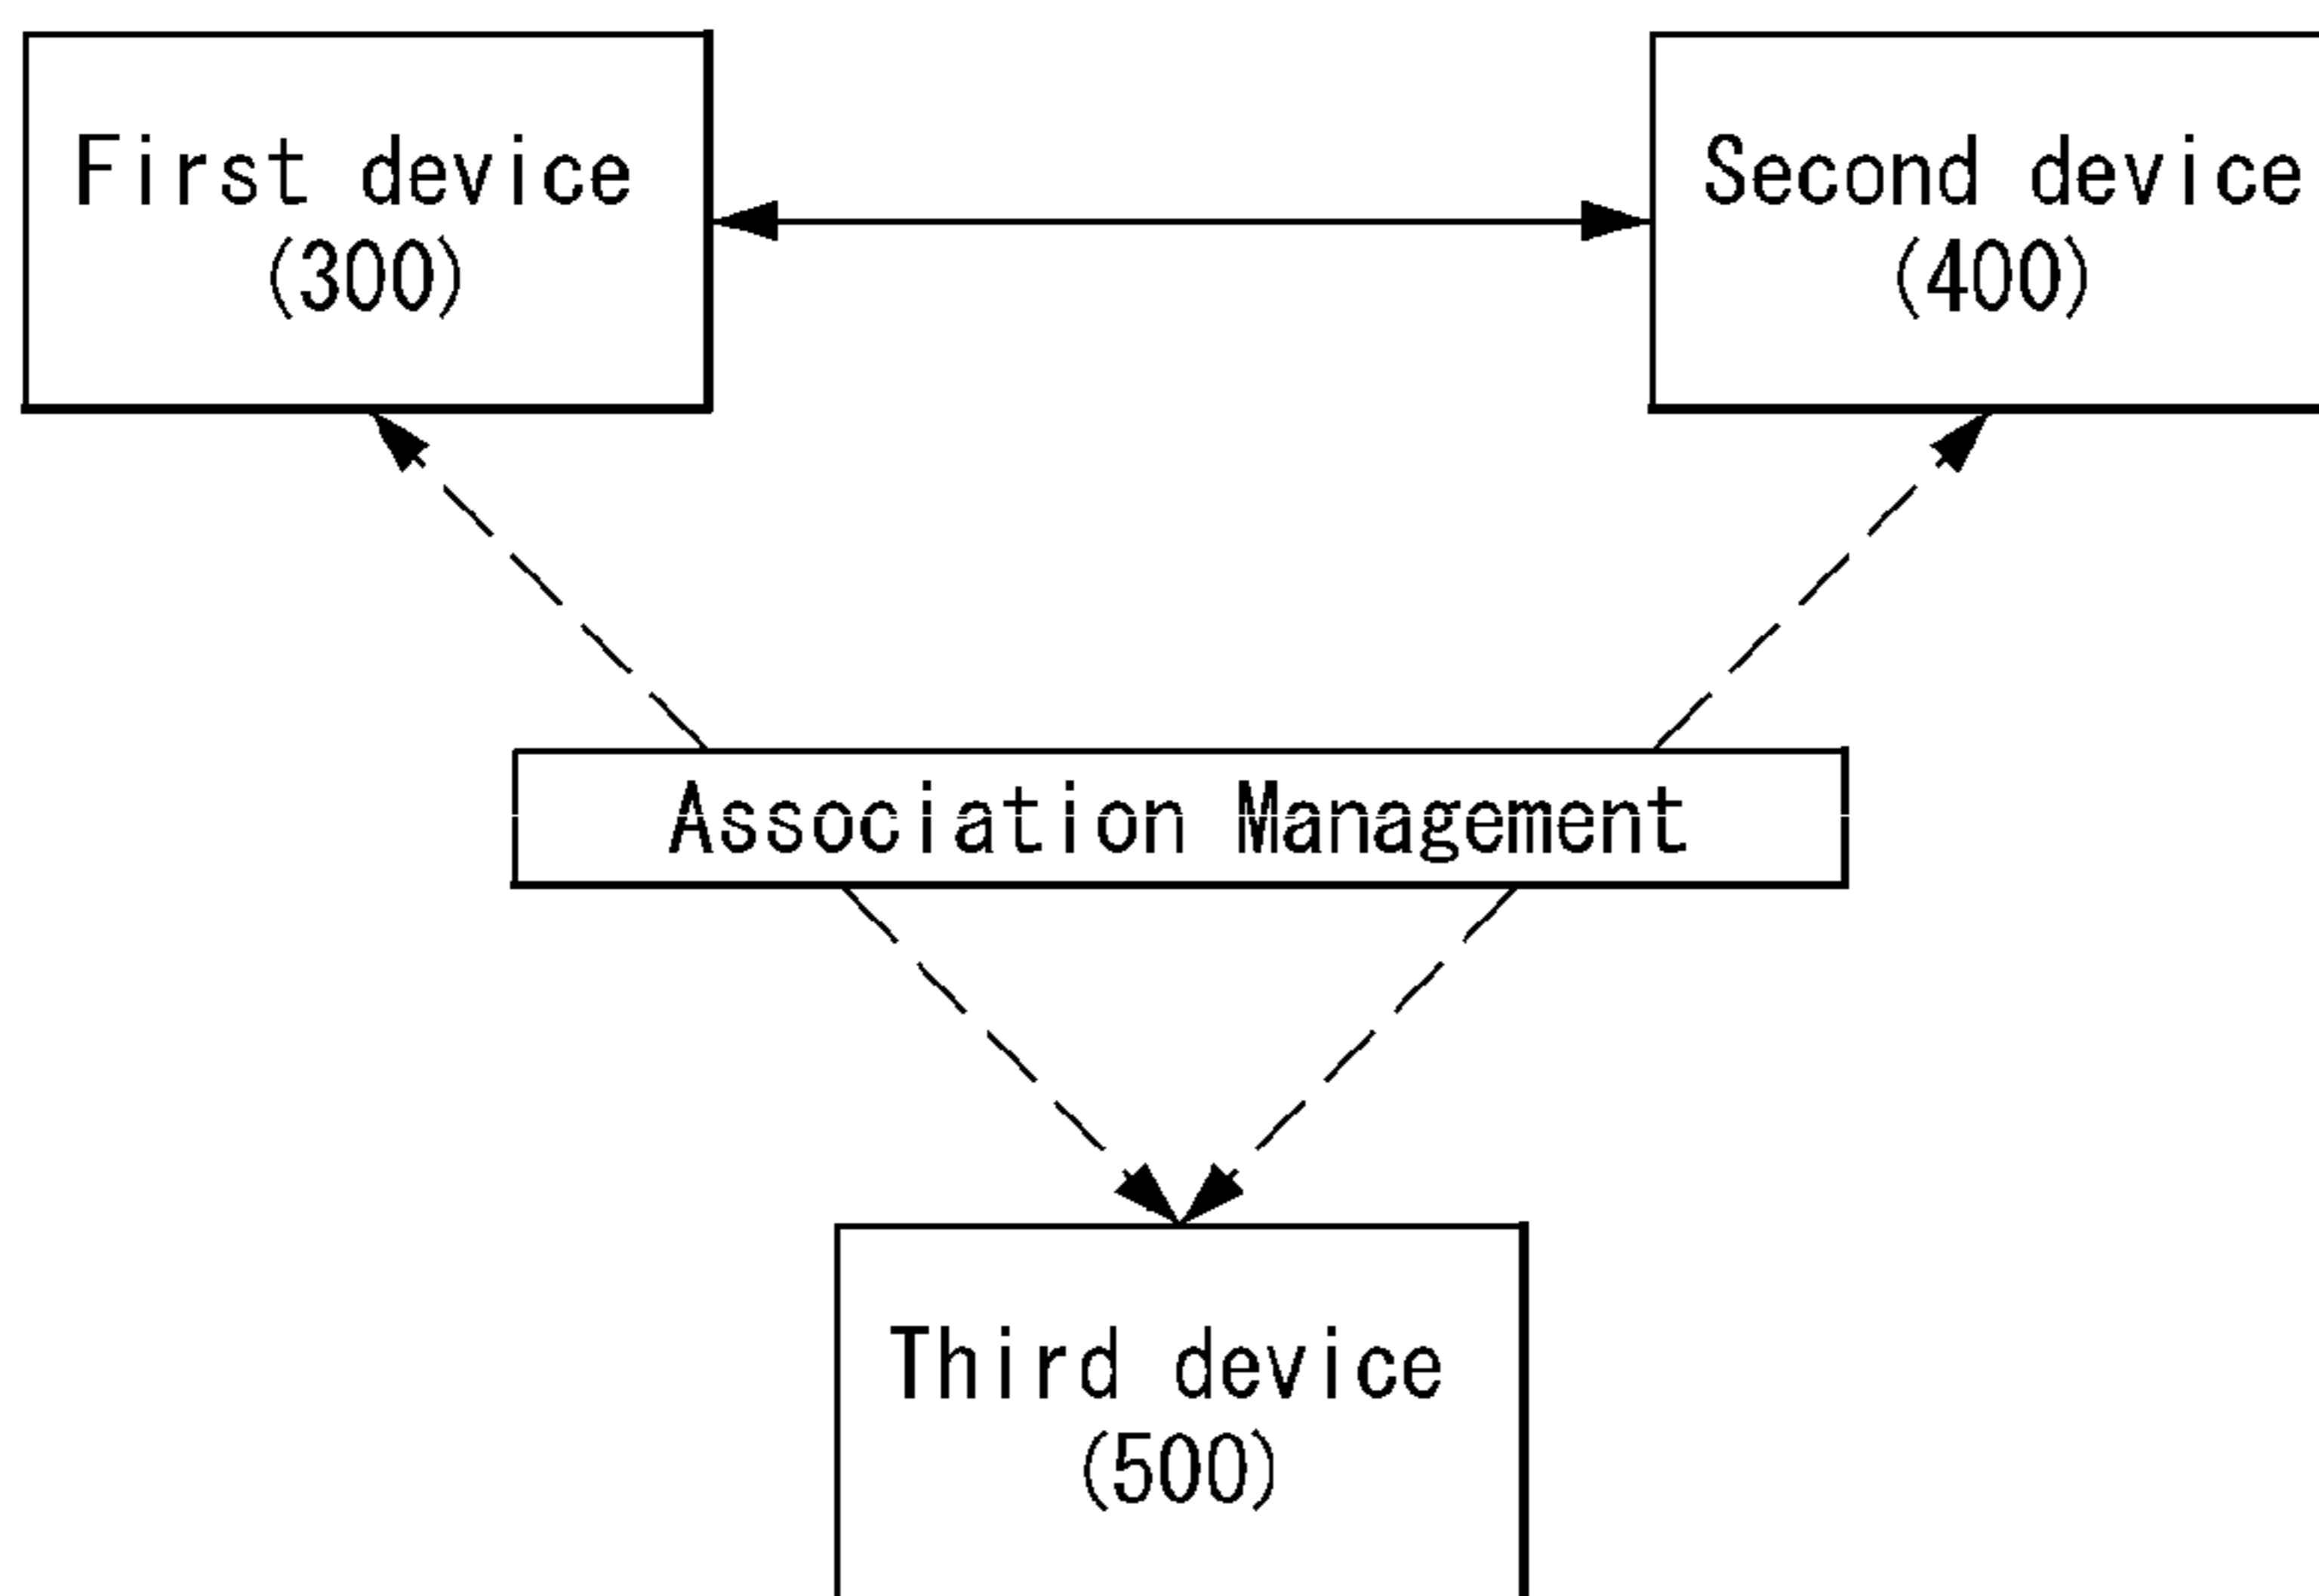 First device
(300)
Second device
(400)
Association Management
Third device
(500)